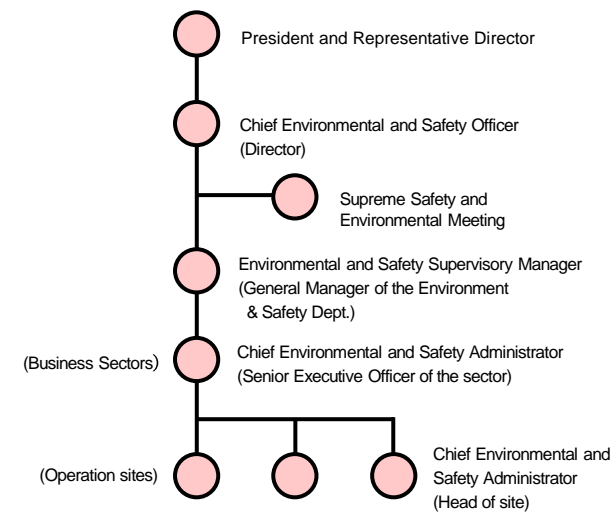 President and Representative Director
Chief Environmental and Safety Officer
(Director)
Supreme Safety and
Environmental Meeting
Environmental and Safety Supervisory Manager
(General Manager of the Environment
& Safety Dept.)
(Business Sectors)
Chief Environmental and Safety Administrator
(Senior Executive Officer of the sector)
(Operation sites)
Chief Environmental and
Safety Administrator
(Head of site)